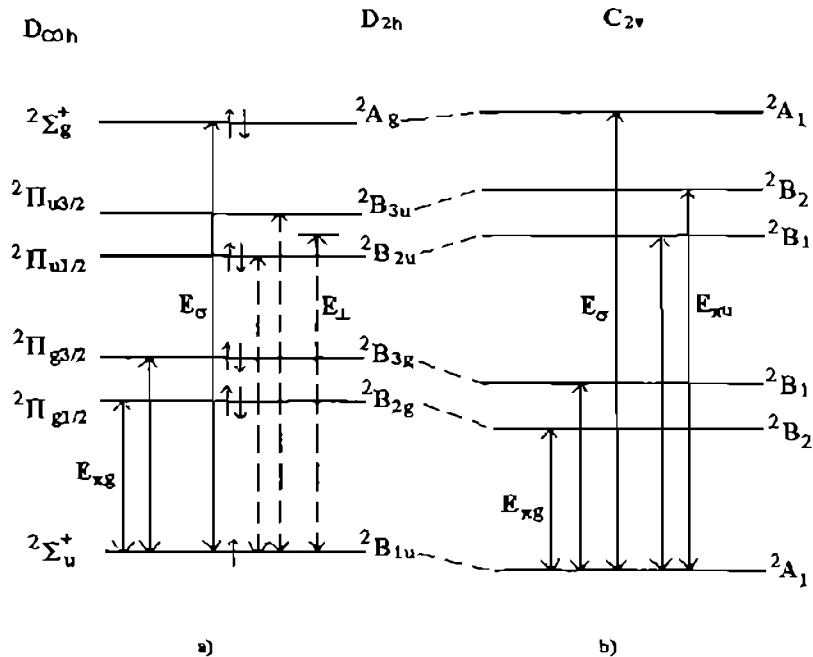 D∞h D2h C2v
²Σg⁺ ²Ag ²A1
²Πu3/2 ²B3u ²B2
²Πu1/2 ²B2u ²B1
Eσ E⊥ Eσ Eπu
²Πg3/2 ²B3g ²B1
²Πg1/2 ²B2g ²B2
Eπg Eπg
²Σu⁺ ²B1u ²A1
a) b)